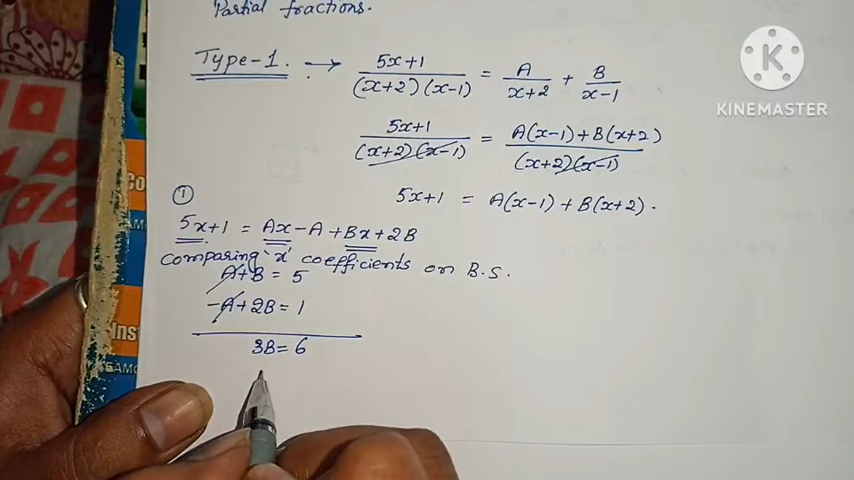 Partial fractions.
Type-1. → 5x+1 / (x+2)(x-1) = A / x+2 + B / x-1
5x+1 / (x+2)(x-1) = A(x-1)+B(x+2) / (x+2)(x-1)
5x+1 = A(x-1)+B(x+2).
①
5x+1 = Ax-A+Bx+2B
comparing 'x' coefficients on B.S.
A+B = 5
-A+2B = 1
3B = 6
K
KINEMASTER